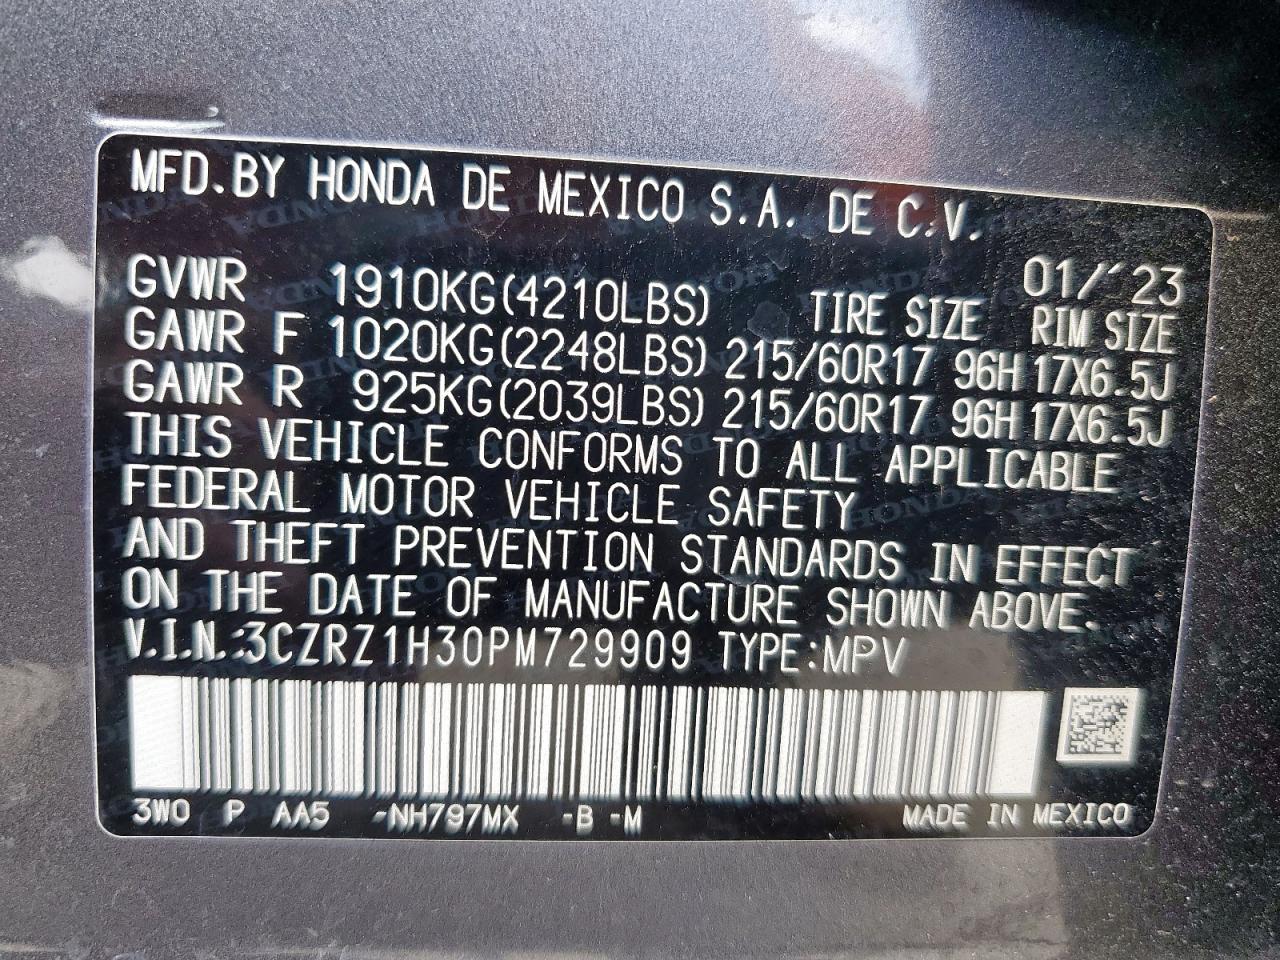 MFD.BY HONDA DE MEXICO S.A. DE C.V.
01/'23
GVWR 1910KG(4210LBS) TIRE SIZE RIM SIZE
GAWR F 1020KG(2248LBS) 215/60R17 96H 17X6.5J
GAWR R 925KG(2039LBS) 215/60R17 96H 17X6.5J
THIS VEHICLE CONFORMS TO ALL APPLICABLE
FEDERAL MOTOR VEHICLE SAFETY
AND THEFT PREVENTION STANDARDS IN EFFECT
ON THE DATE OF MANUFACTURE SHOWN ABOVE.
V.I.N.:3CZRZ1H30PM729909 TYPE:MPV
3W0 P AA5 -NH797MX -B -M MADE IN MEXICO